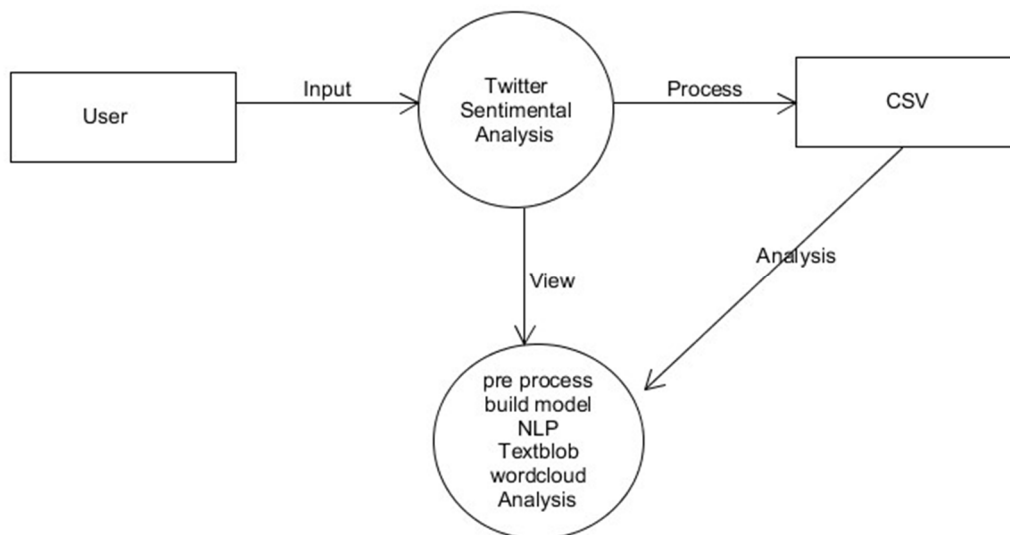 User
Input
Twitter
Sentimental
Analysis
Process
CSV
View
Analysis
pre process
build model
NLP
Textblob
wordcloud
Analysis